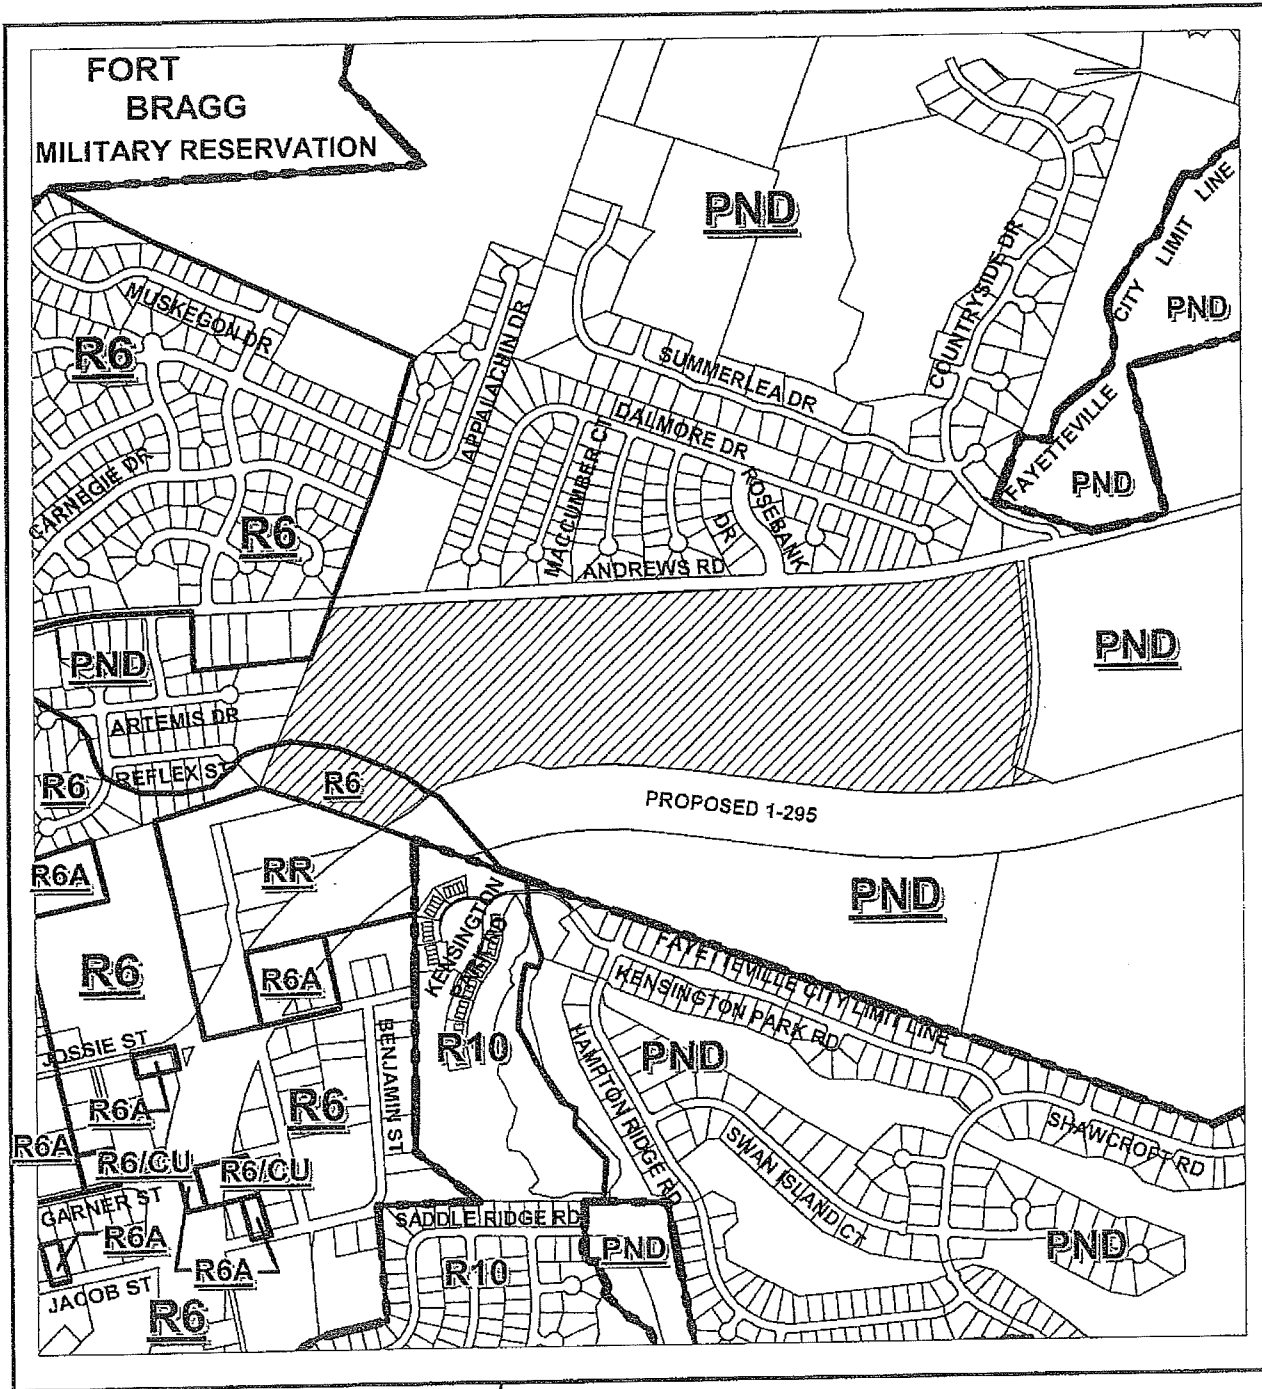 FORT
BRAGG
MILITARY RESERVATION
PND
FAYETTEVILLE CITY LIMIT LINE
COUNTRYSIDE DR
PND
MUSKEGON DR
APPALACHIN DR
R6
SUMMERLEA DR
DALMORE DR
MACCUMBER CT
CARNEGIE DR
ROSEBANK
DR
PND
R6
ANDREWS RD
PND
PND
ARTEMIS DR
REFLEX ST
R6
R6
PROPOSED 1-295
R6A
RR
PND
KENSINGTON
PARK RD
FAYETTEVILLE CITY LIMIT LINE
R6
R6A
KENSINGTON PARK RD
JOSSIE ST
BENJAMIN ST
R10
HAMPTON RIDGE RD
PND
R6A
R6
SHAWCROFT RD
R6A
R6/CU
R6/CU
SWAN ISLAND CT
GARNER ST
SADDLE RIDGE RD
R6A
PND
PND
R6A
R10
JACOB ST
R6